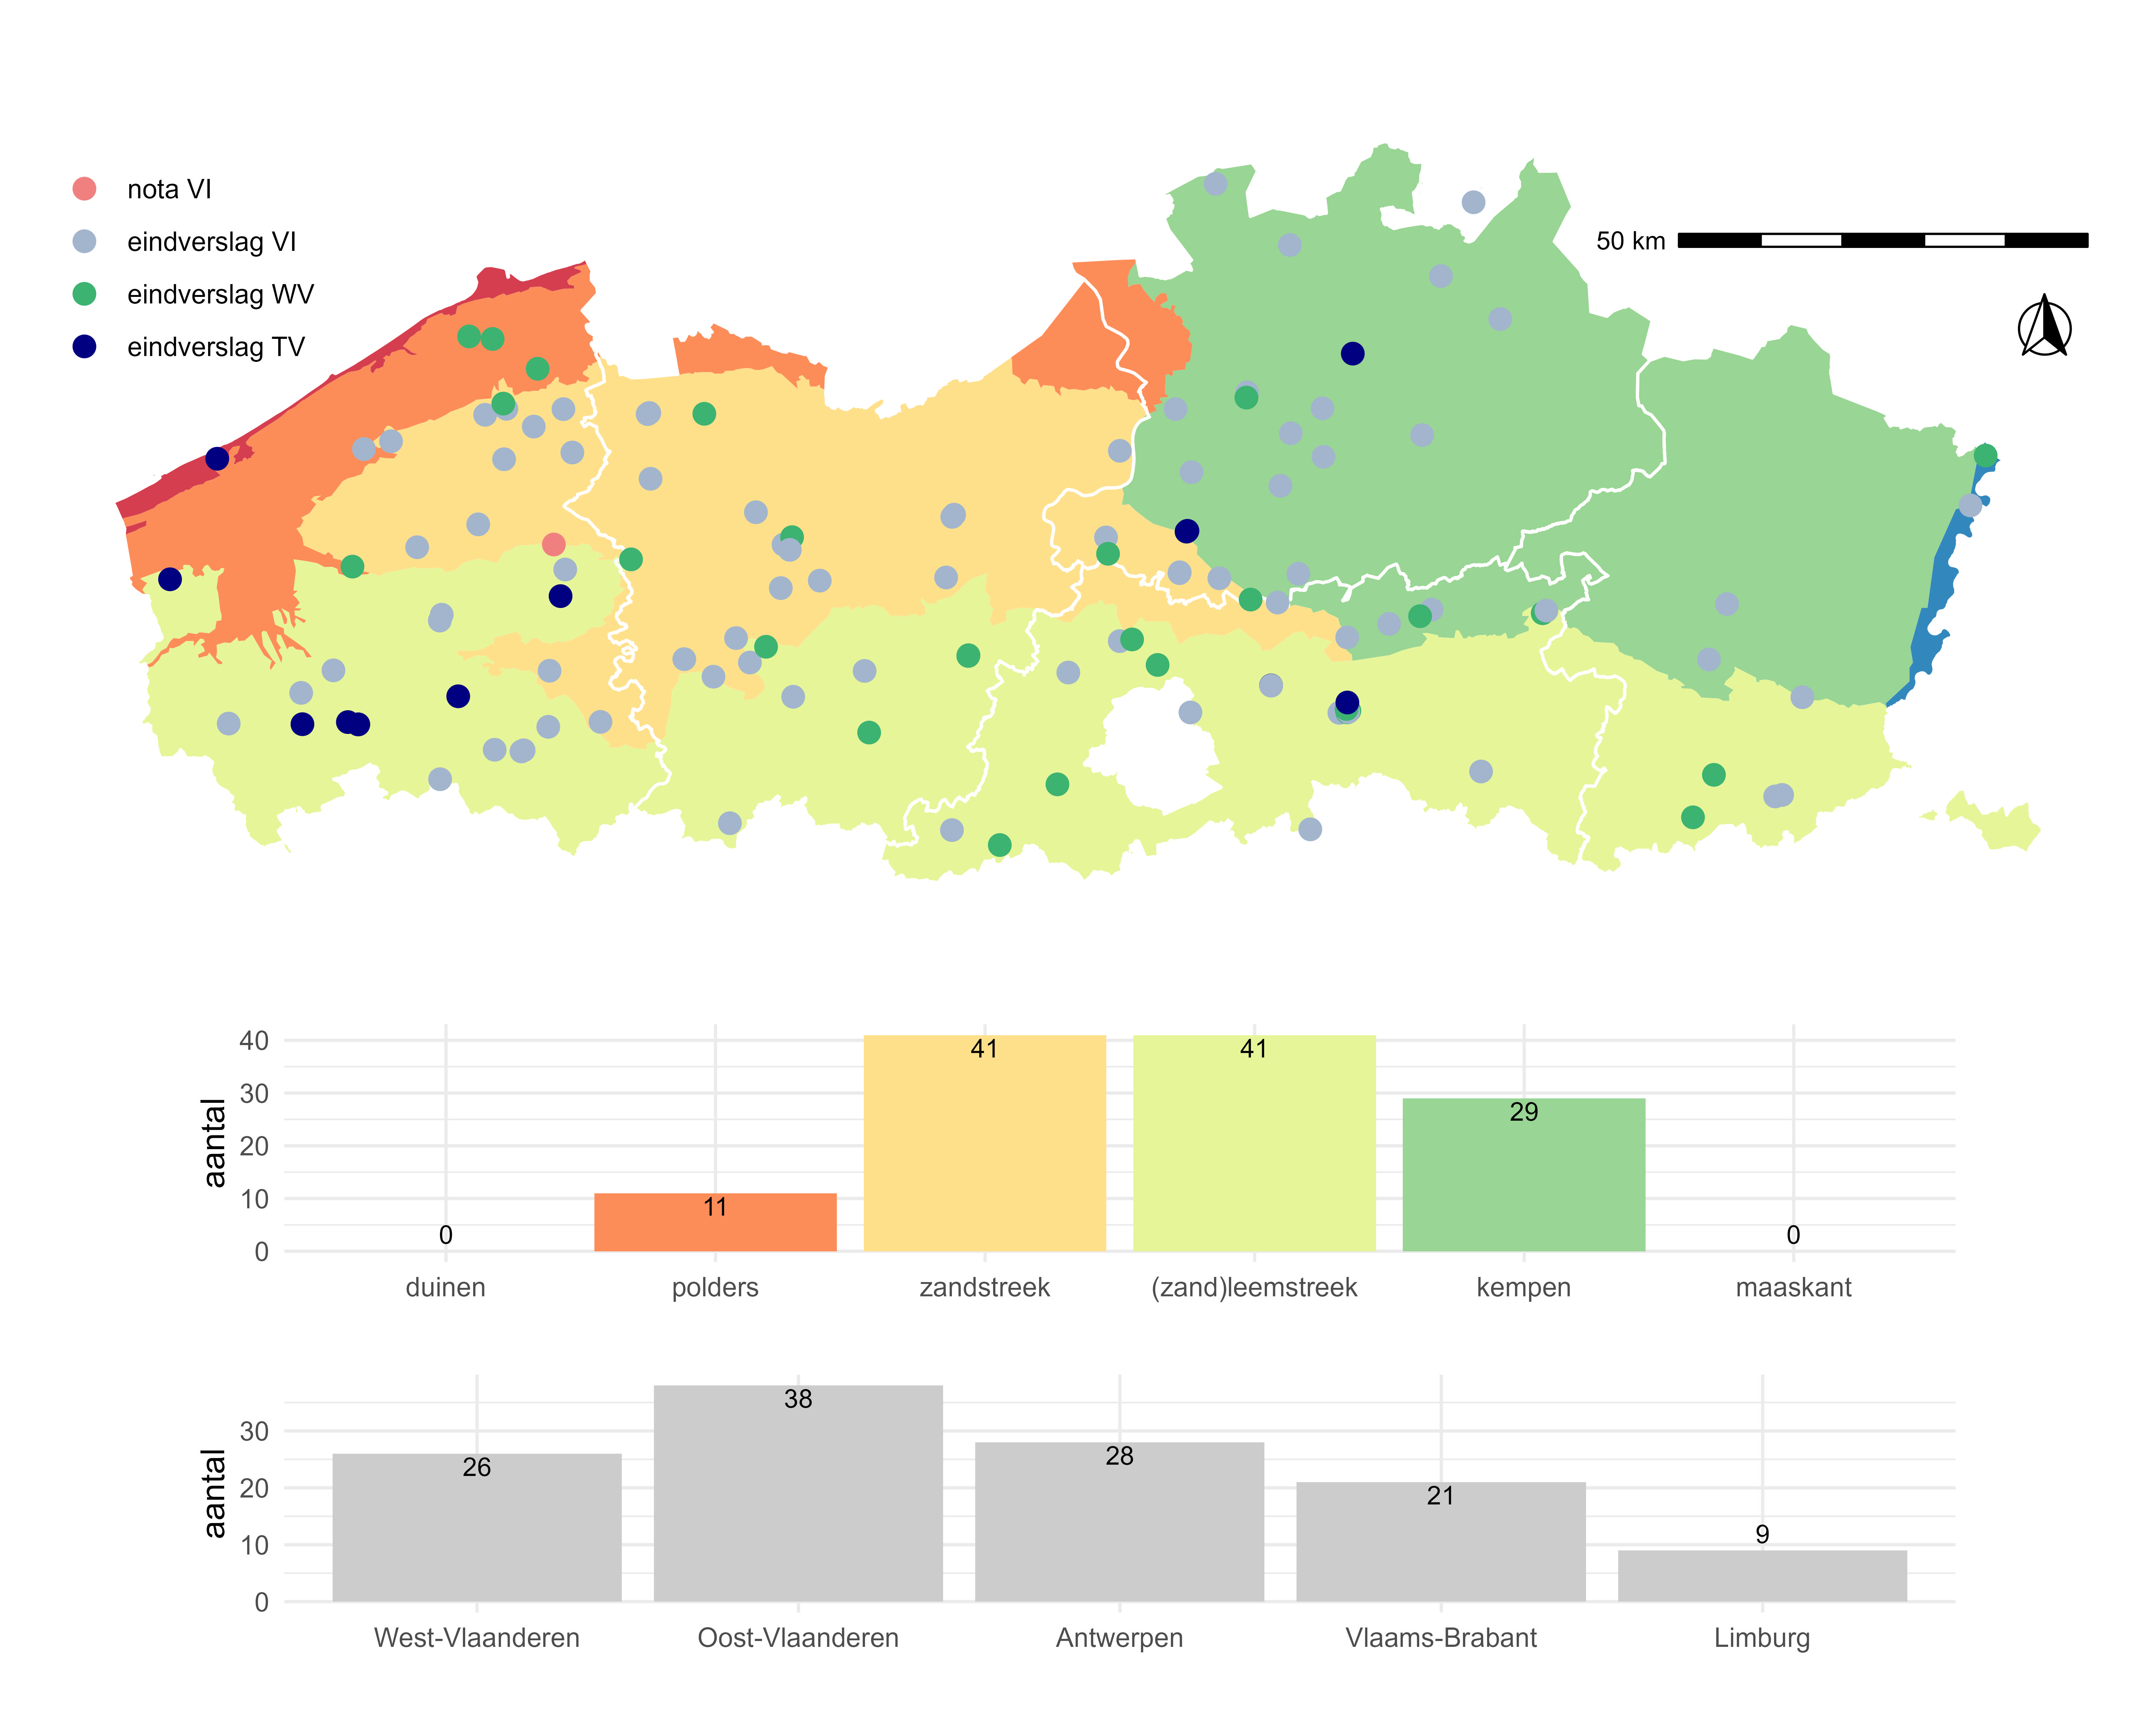 nota VI
eindverslag VI
eindverslag WV
eindverslag TV
50 km
aantal
40
30
20
10
0
0
11
41
41
29
0
duinen
polders
zandstreek
(zand)leemstreek
kempen
maaskant
aantal
30
20
10
0
26
38
28
21
9
West-Vlaanderen
Oost-Vlaanderen
Antwerpen
Vlaams-Brabant
Limburg